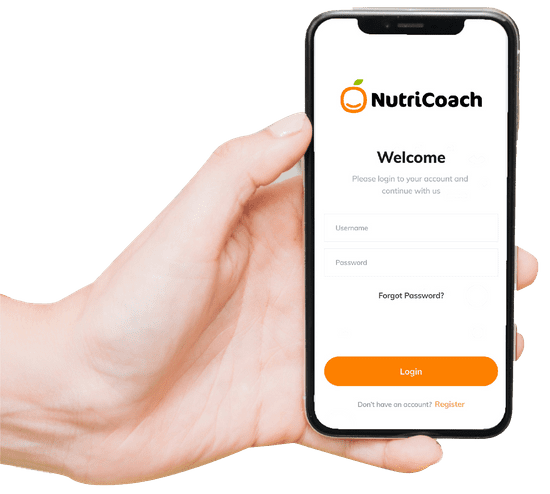 NutriCoach
Welcome
Please login to your account and
continue with us
Username
Password
Forgot Password?
Login
Don't have an account? Register